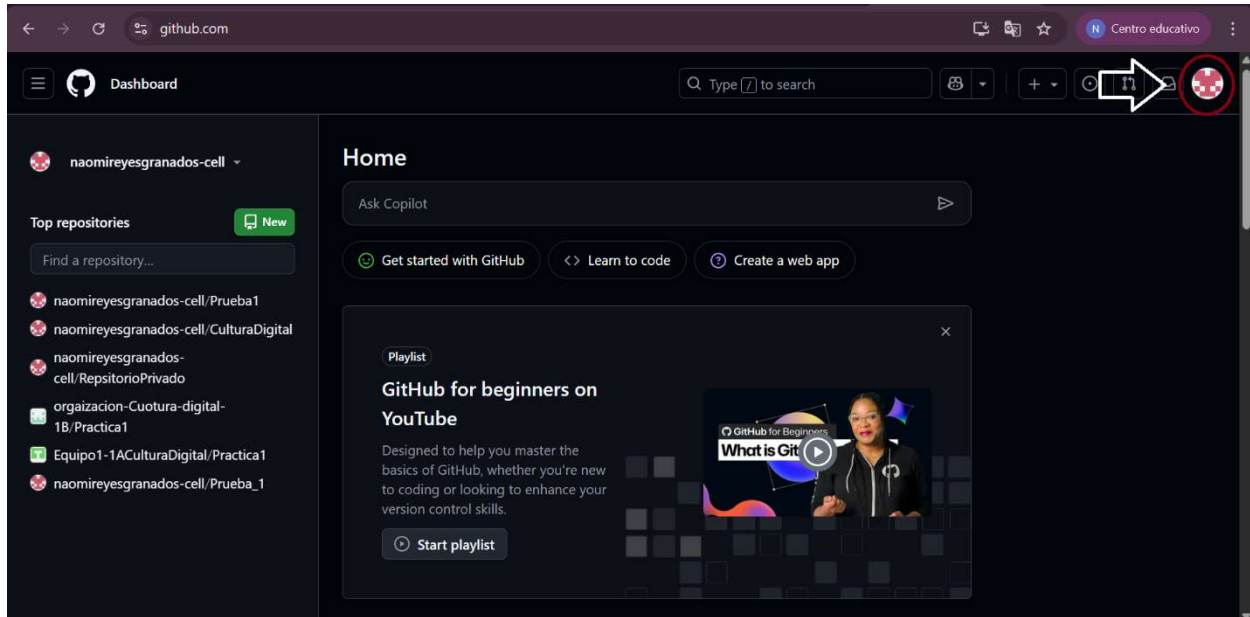 github.com
N Centro educativo
Dashboard
Type / to search
naomireyesgranados-cell
Top repositories
New
Find a repository...
naomireyesgranados-cell/Prueba1
naomireyesgranados-cell/CulturaDigital
naomireyesgranados-
cell/RepsitorioPrivado
orgaizacion-Cuotura-digital-
1B/Practica1
Equipo1-1ACulturaDigital/Practica1
naomireyesgranados-cell/Prueba_1
Home
Ask Copilot
Get started with GitHub
Learn to code
Create a web app
Playlist
GitHub for beginners on
YouTube
Designed to help you master the
basics of GitHub, whether you're new
to coding or looking to enhance your
version control skills.
Start playlist
GitHub for Beginners
What is Git